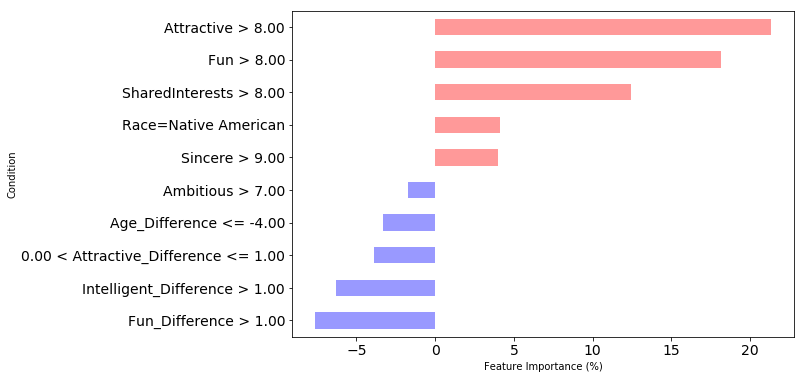 Attractive > 8.00
Fun > 8.00
SharedInterests > 8.00
Race=Native American
Sincere > 9.00
Ambitious > 7.00
Age_Difference <= -4.00
0.00 < Attractive_Difference <= 1.00
Intelligent_Difference > 1.00
Fun_Difference > 1.00
Condition
−5 0 5 10 15 20
Feature Importance (%)